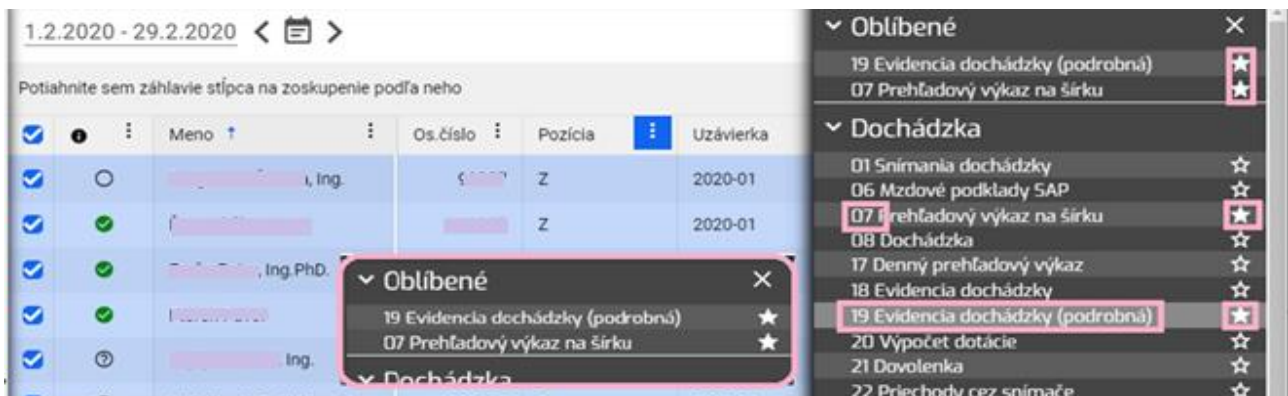 1.2.2020 - 29.2.2020
Potiahnite sem záhlavie stĺpca na zoskupenie podľa neho
Meno Os.číslo Pozícia Uzávierka
, Ing. Z 2020-01
Z 2020-01
, Ing.PhD.
Ing.
Obľíbené
19 Evidencia dochádzky (podrobná)
07 Prehľadový výkaz na šírku
Dochádzka
Obľíbené
19 Evidencia dochádzky (podrobná)
07 Prehľadový výkaz na šírku
Dochádzka
01 Snímania dochádzky
06 Mzdové podklady SAP
07 Prehľadový výkaz na šírku
08 Dochádzka
17 Denný prehľadový výkaz
18 Evidencia dochádzky
19 Evidencia dochádzky (podrobná)
20 Výpočet dotácie
21 Dovolenka
22 Priechody cez snímače